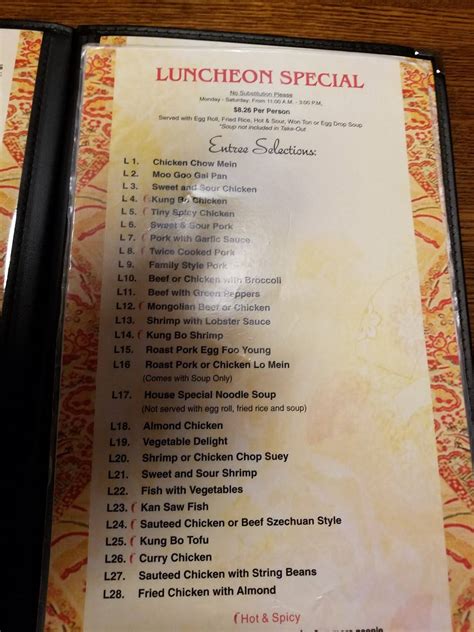 LUNCHEON SPECIAL
No Substitution Please
Monday - Saturday: From 11:00 A.M. - 3:00 P.M.
$8.26 Per Person
Served with Egg Roll, Fried Rice, Hot & Sour, Won Ton or Egg Drop Soup
*Soup not included in Take-Out
Entree Selections:
L 1. Chicken Chow Mein
L 2. Moo Goo Gai Pan
L 3. Sweet and Sour Chicken
L 4. Kung Bo Chicken
L 5. Tiny Spicy Chicken
L 6. Sweet & Sour Pork
L 7. Pork with Garlic Sauce
L 8. Twice Cooked Pork
L 9. Family Style Pork
L10. Beef or Chicken with Broccoli
L11. Beef with Green Peppers
L12. Mongolian Beef or Chicken
L13. Shrimp with Lobster Sauce
L14. Kung Bo Shrimp
L15. Roast Pork Egg Foo Young
L16 Roast Pork or Chicken Lo Mein
(Comes with Soup Only)
L17. House Special Noodle Soup
(Not served with egg roll, fried rice and soup)
L18. Almond Chicken
L19. Vegetable Delight
L20. Shrimp or Chicken Chop Suey
L21. Sweet and Sour Shrimp
L22. Fish with Vegetables
L23. Kan Saw Fish
L24. Sauteed Chicken or Beef Szechuan Style
L25. Kung Bo Tofu
L26. Curry Chicken
L27. Sauteed Chicken with String Beans
L28. Fried Chicken with Almond
Hot & Spicy